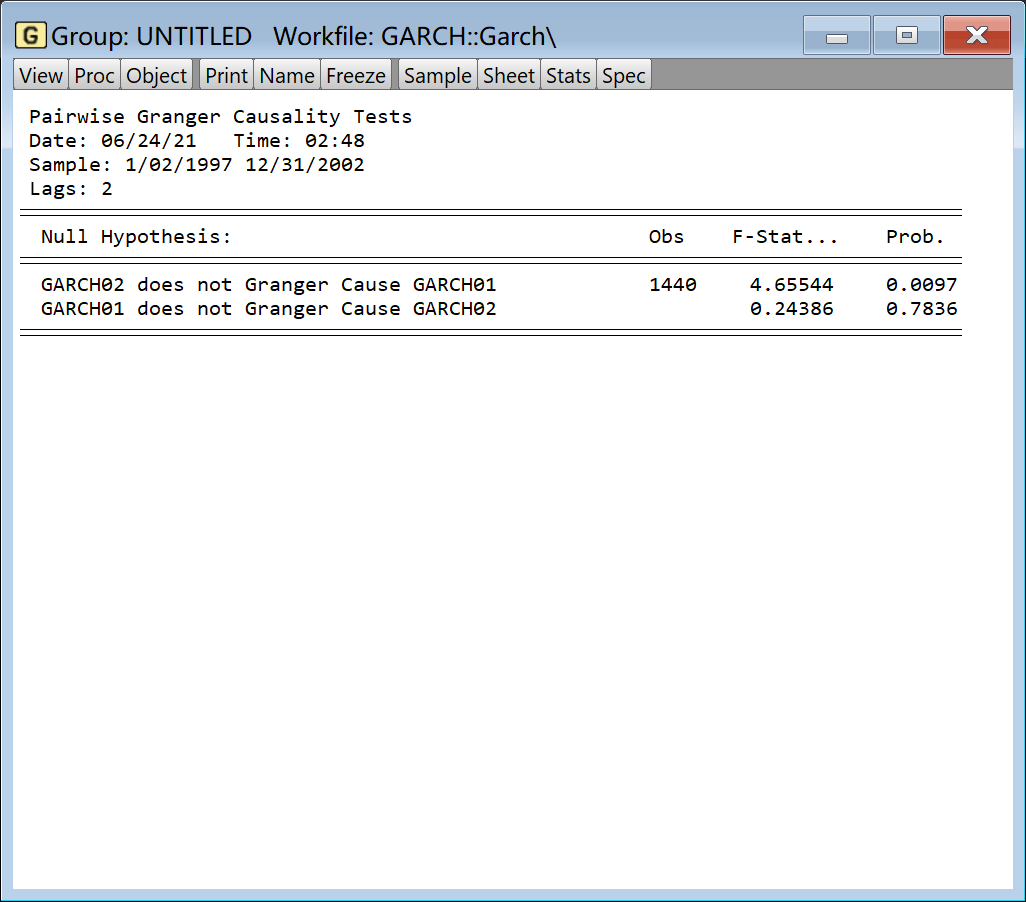 G Group: UNTITLED Workfile: GARCH::Garch\
View Proc Object Print Name Freeze Sample Sheet Stats Spec
Pairwise Granger Causality Tests
Date: 06/24/21 Time: 02:48
Sample: 1/02/1997 12/31/2002
Lags: 2
Null Hypothesis: Obs F-Stat... Prob.
GARCH02 does not Granger Cause GARCH01 1440 4.65544 0.0097
GARCH01 does not Granger Cause GARCH02 0.24386 0.7836